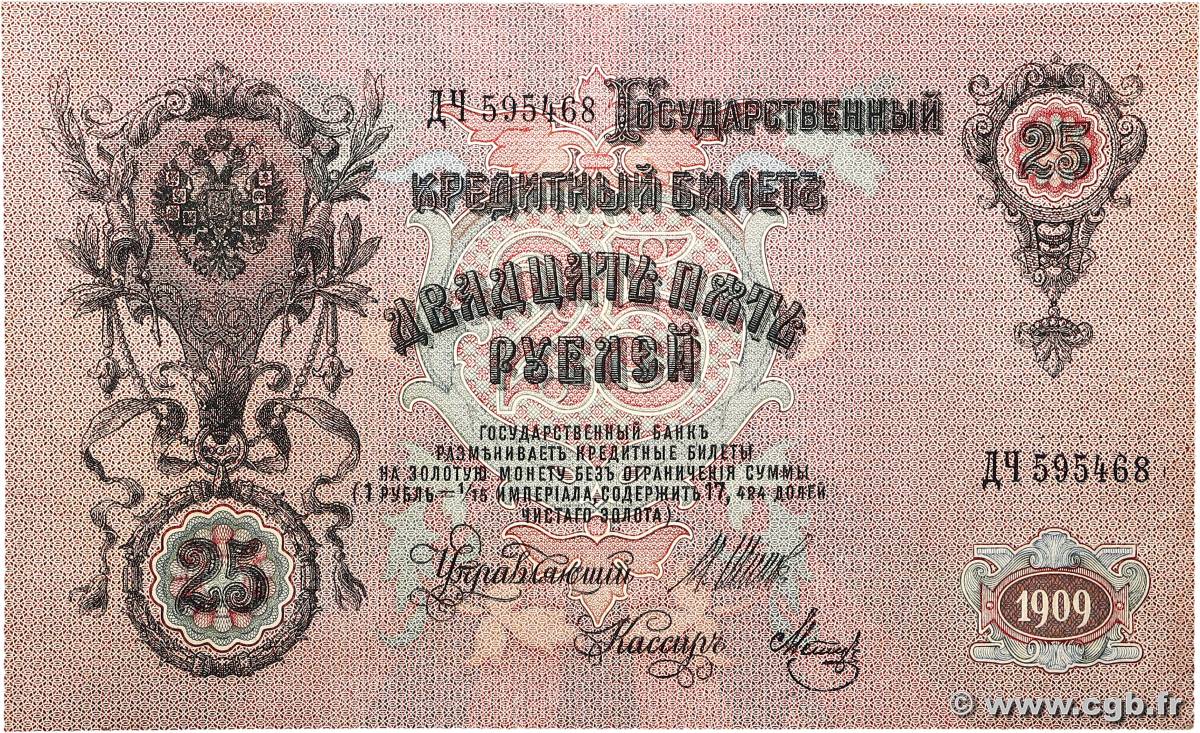 ДЧ 595468
Государственный
Кредитный Билетъ
Двадцать пять
рублей
ГОСУДАРСТВЕННЫЙ БАНКЪ
РАЗМѢНИВАЕТЪ КРЕДИТНЫЕ БИЛЕТЫ
НА ЗОЛОТУЮ МОНЕТУ БЕЗЪ ОГРАНИЧЕНІЯ СУММЫ
(1 РУБЛЬ = 1/15 ИМПЕРІАЛА, СОДЕРЖИТЪ 17, 424 ДОЛЕЙ
ЧИСТАГО ЗОЛОТА).
Управляющий
Кассиръ
25
25
25
ДЧ 595468
1909
© www.cgb.fr